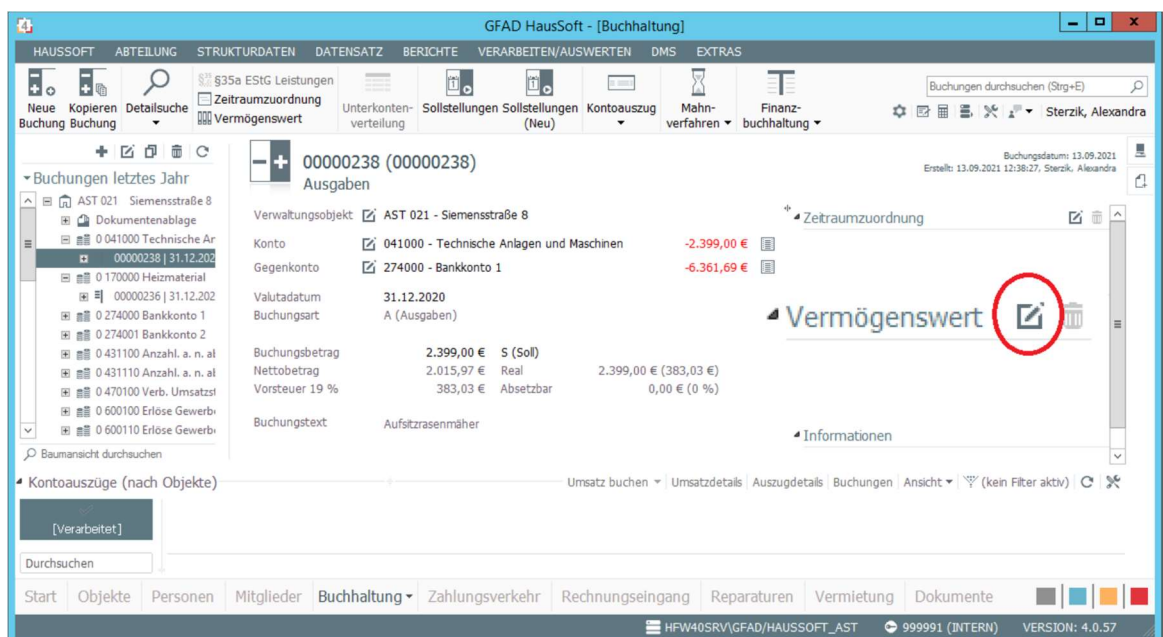 GFAD HausSoft - [Buchhaltung]
HAUSSOFT ABTEILUNG STRUKTURDATEN DATENSATZ BERICHTE VERARBEITEN/AUSWERTEN DMS EXTRAS
Neue Buchung
Kopieren Buchung
Detailsuche
§35a EStG Leistungen
Zeitraumzuordnung
Vermögenswert
Unterkonten-verteilung
Sollstellungen
Sollstellungen (Neu)
Kontoauszug
Mahn-verfahren
Finanz-buchhaltung
Buchungen durchsuchen (Strg+E)
Sterzik, Alexandra
Buchungen letztes Jahr
AST 021 Siemensstraße 8
Dokumentenablage
0 041000 Technische Ar
00000238 | 31.12.202
0 170000 Heizmaterial
00000236 | 31.12.202
0 274000 Bankkonto 1
0 274001 Bankkonto 2
0 431100 Anzahl. a. n. al
0 431110 Anzahl. a. n. al
0 470100 Verb. Umsatzst
0 600100 Erlöse Gewerb
0 600110 Erlöse Gewerb
Baumansicht durchsuchen
00000238 (00000238)
Ausgaben
Buchungsdatum: 13.09.2021
Erstellt: 13.09.2021 12:38:27, Sterzik, Alexandra
Verwaltungsobjekt AST 021 - Siemensstraße 8
Konto 041000 - Technische Anlagen und Maschinen -2.399,00 €
Gegenkonto 274000 - Bankkonto 1 -6.361,69 €
Valutadatum 31.12.2020
Buchungsart A (Ausgaben)
Buchungsbetrag 2.399,00 € S (Soll)
Nettobetrag 2.015,97 € Real 2.399,00 € (383,03 €)
Vorsteuer 19 % 383,03 € Absetzbar 0,00 € (0 %)
Buchungstext Aufsitzrasenmäher
Zeitraumzuordnung
Vermögenswert
Informationen
Kontoauszüge (nach Objekte)
Umsatz buchen Umsatzdetails Auszugdetails Buchungen Ansicht (kein Filter aktiv)
[Verarbeitet]
Durchsuchen
Start Objekte Personen Mitglieder Buchhaltung Zahlungsverkehr Rechnungseingang Reparaturen Vermietung Dokumente
HFW40SRV\GFAD/HAUSSOFT_AST 999991 (INTERN) VERSION: 4.0.57